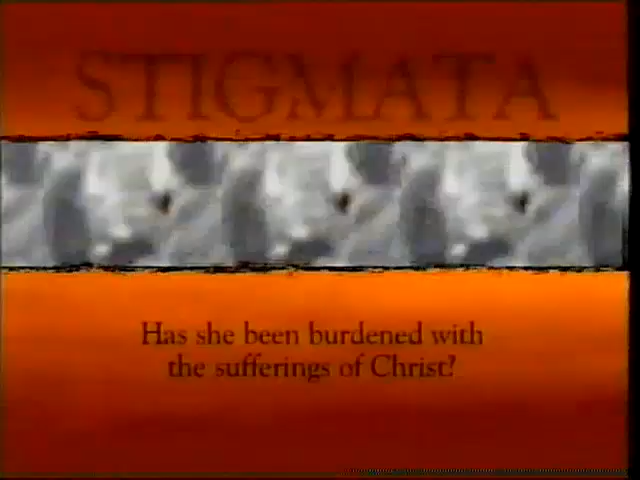 STIGMATA
Has she been burdened with
the sufferings of Christ?